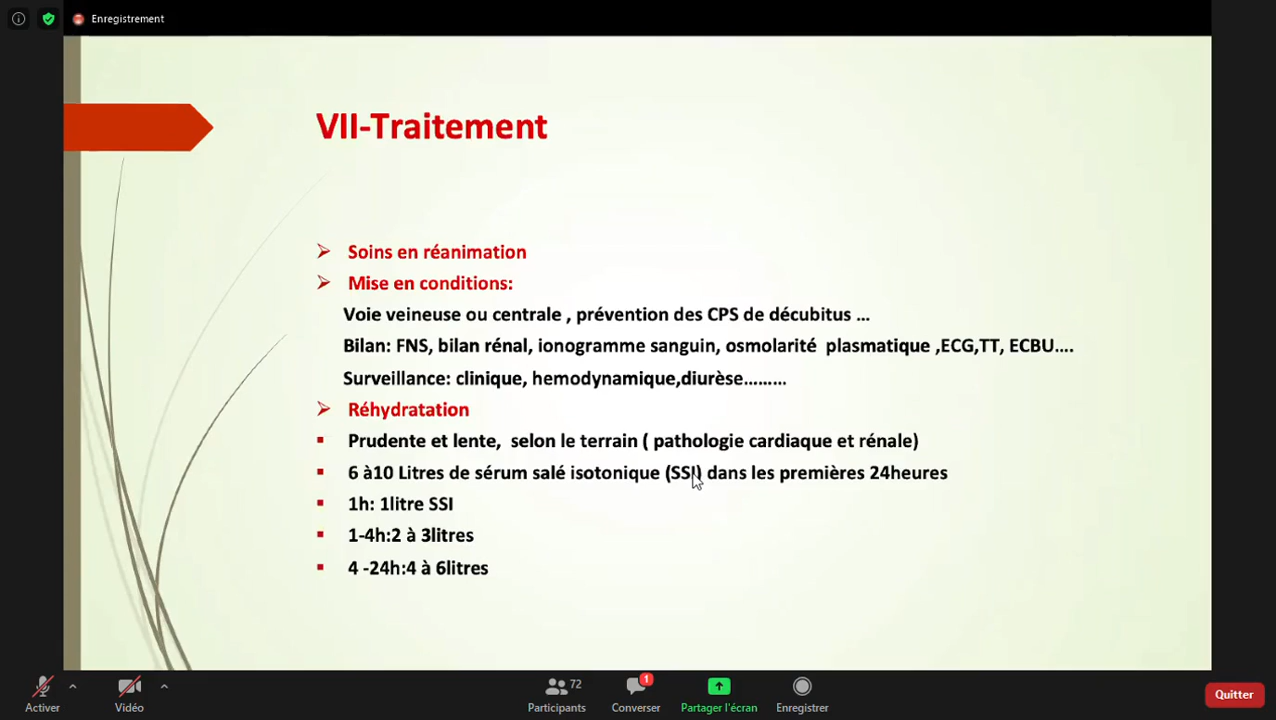 Enregistrement
VII-Traitement
Soins en réanimation
Mise en conditions:
Voie veineuse ou centrale , prévention des CPS de décubitus ...
Bilan: FNS, bilan rénal, ionogramme sanguin, osmolarité plasmatique ,ECG,TT, ECBU....
Surveillance: clinique, hemodynamique,diurèse.........
Réhydratation
Prudente et lente, selon le terrain ( pathologie cardiaque et rénale)
6 à10 Litres de sérum salé isotonique (SSI) dans les premières 24heures
1h: 1litre SSI
1-4h:2 à 3litres
4 -24h:4 à 6litres
72
1
Activer
Vidéo
Participants
Converser
Partager l'écran
Enregistrer
Quitter